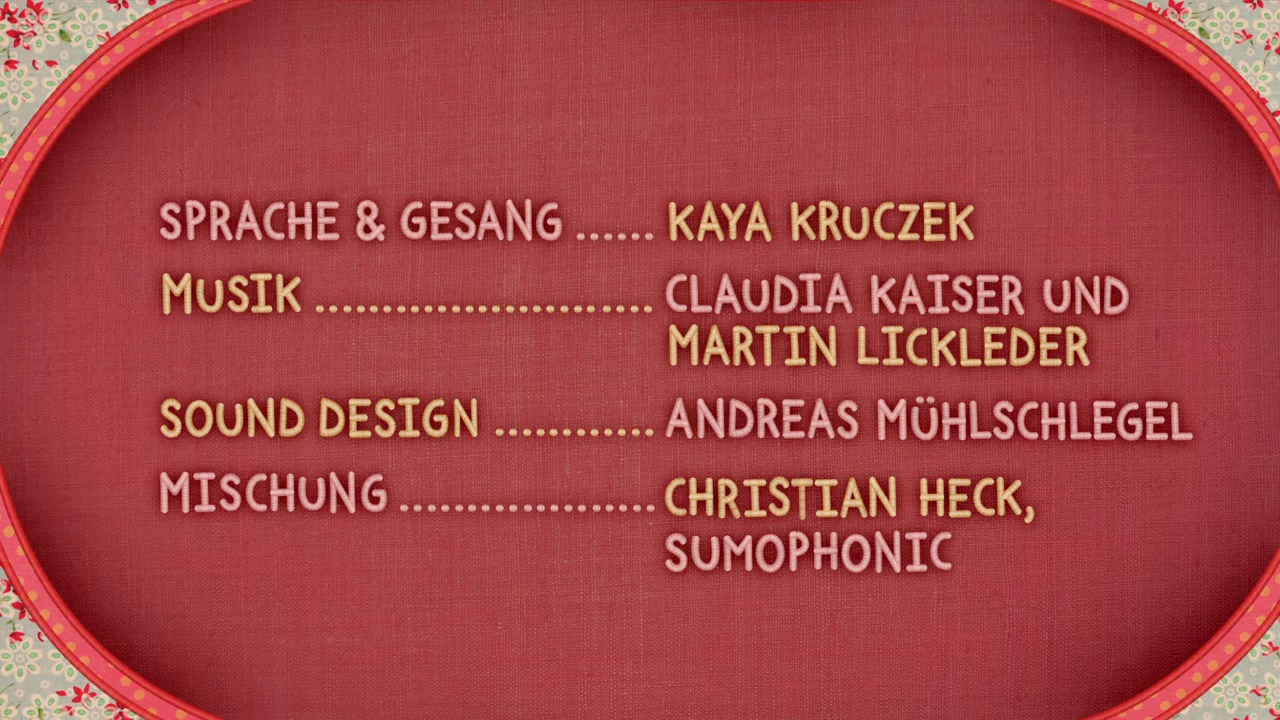 SPRACHE & GESANG ...... KAYA KRUCZEK
MUSIK .............................. CLAUDIA KAISER UND
MARTIN LICKLEDER
SOUND DESIGN .............. ANDREAS MÜHLSCHLEGEL
MISCHUNG ....................... CHRISTIAN HECK,
SUMOPHONIC